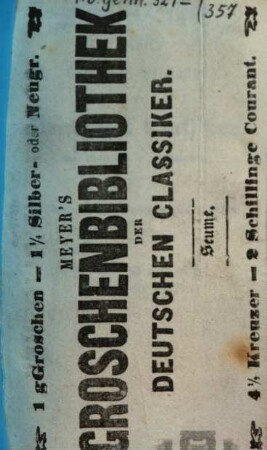 ☞ 1 gGroschen = 1¼ Silber- oder Neugr. ☞
MEYER'S
GROSCHENBIBLIOTHEK
DER
DEUTSCHEN CLASSIKER.
Seume.
☞ 4½ Kreuzer = 2 Schillinge Courant. ☞
(357